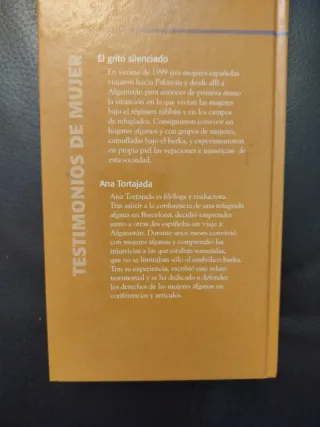 TESTIMONIOS DE MUJER
El grito silenciado
En verano de 1999 tres mujeres españolas
viajaron hacia Pakistán y desde allí a
Afganistán para conocer de primera mano
la situación en la que vivían las mujeres
bajo el régimen talibán y en los campos
de refugiados. Consiguieron convivir en
hogares afganos y con grupos de mujeres,
camufladas bajo el burka, y experimentaron
en propia piel las vejaciones e injusticias de
esta sociedad.
Ana Tortajada
Ana Tortajada es filóloga y traductora.
Tras asistir a la conferencia de una refugiada
afgana en Barcelona, decidió emprender
junto a otras dos españolas un viaje a
Afganistán. Durante unos meses convivió
con mujeres afganas y comprendió las
injusticias a las que estaban sometidas,
que no se limitaban sólo al simbólico burka.
Tras su experiencia, escribió este relato
testimonial y se ha dedicado a defender
los derechos de las mujeres afganas en
conferencias y artículos.